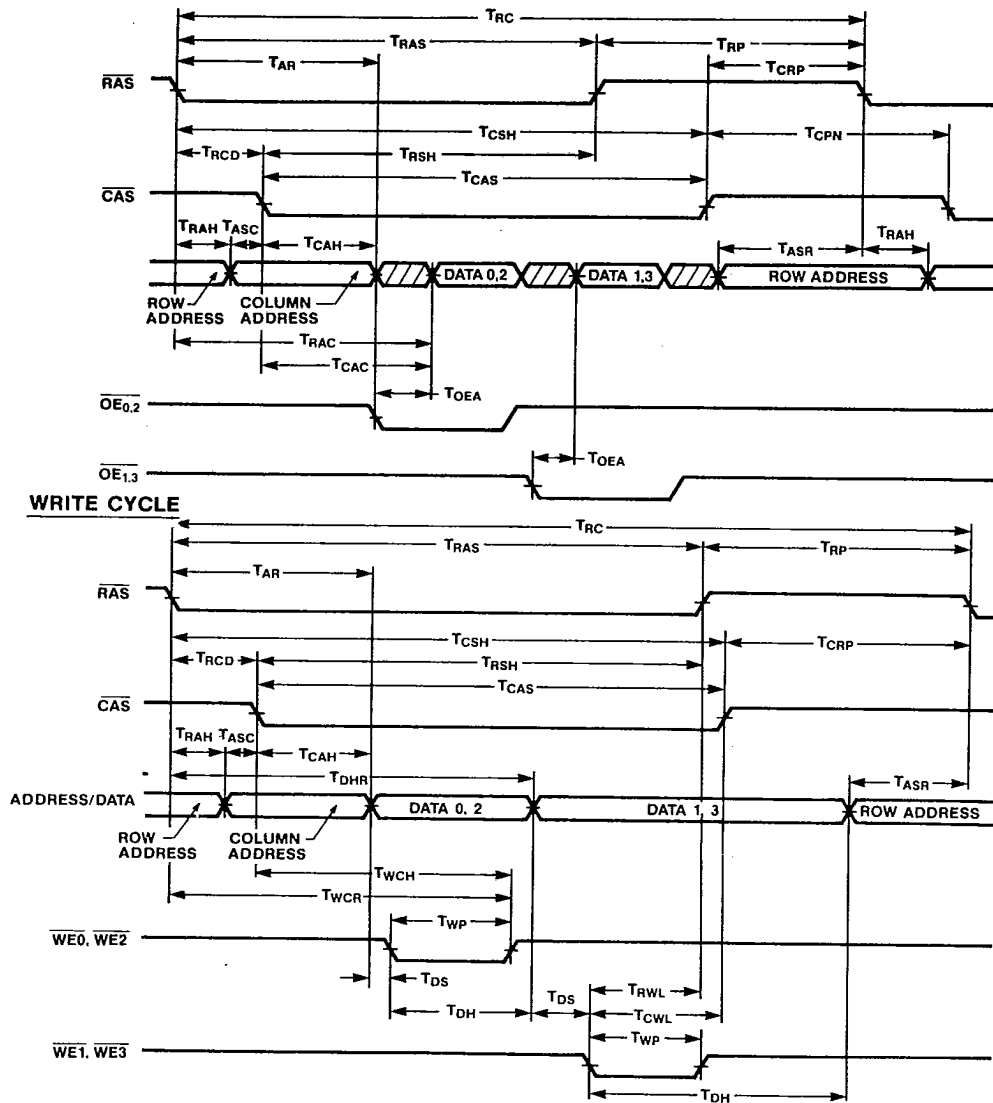 TRC
TRAS TRP
TAR TCRP
RAS
TCSH TCPN
TRCD TRSH
TCAS
CAS
TRAH TASC TCAH TASR TRAH
DATA 0,2 DATA 1,3 ROW ADDRESS
ROW ADDRESS COLUMN ADDRESS
TRAC
TCAC
TOEA
OE0,2
TOEA
OE1,3
WRITE CYCLE
TRC
TRAS TRP
TAR
RAS
TCSH TCRP
TRCD TRSH
TCAS
CAS
TRAH TASC TCAH
TDHR TASR
ADDRESS/DATA DATA 0, 2 DATA 1, 3 ROW ADDRESS
ROW ADDRESS COLUMN ADDRESS
TWCH
TWCR
TWP
WE0, WE2
TDS TDS TRWL
TDH TCWL
TWP
WE1, WE3
TDH